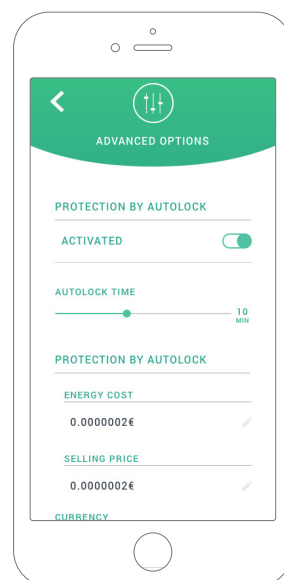 ADVANCED OPTIONS
PROTECTION BY AUTOLOCK
ACTIVATED
AUTOLOCK TIME
10
MIN
PROTECTION BY AUTOLOCK
ENERGY COST
0.0000002€
SELLING PRICE
0.0000002€
CURRENCY